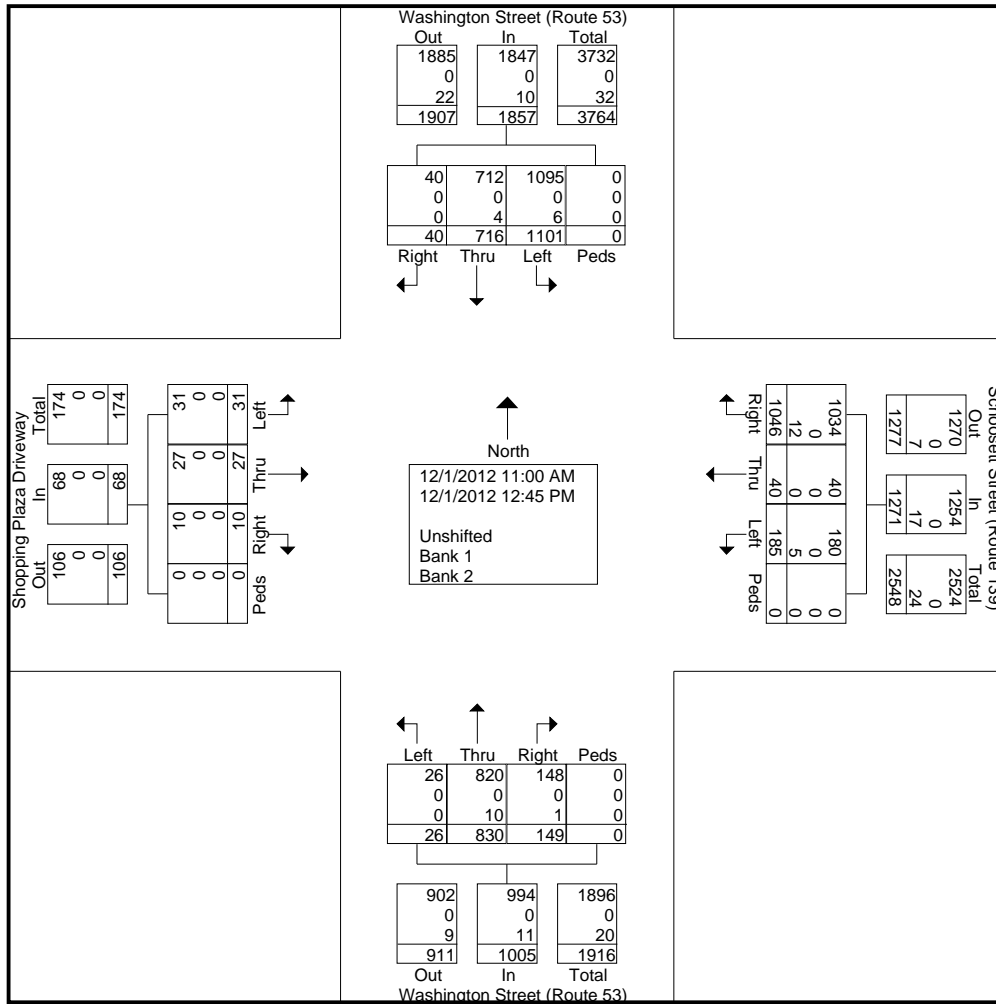 Washington Street (Route 53)
Out In Total
1885 1847 3732
0 0 0
22 10 32
1907 1857 3764
40 712 1095 0
0 0 0 0
0 4 6 0
40 716 1101 0
Right Thru Left Peds
Shopping Plaza Driveway
Total In Out
174 68 106
0 0 0
0 0 0
174 68 106
31 27 10 0
0 0 0 0
0 0 0 0
31 27 10 0
Left Thru Right Peds
North
12/1/2012 11:00 AM
12/1/2012 12:45 PM
Unshifted
Bank 1
Bank 2
Street (Route 139)
Out In Total
1270 1254 2524
0 0 0
7 17 24
1277 1271 2548
1034 40 180 0
0 0 0 0
12 0 5 0
1046 40 185 0
Right Thru Left Peds
Left Thru Right Peds
26 820 148 0
0 0 0 0
0 10 1 0
26 830 149 0
902 994 1896
0 0 0
9 11 20
911 1005 1916
Out In Total
Washington Street (Route 53)